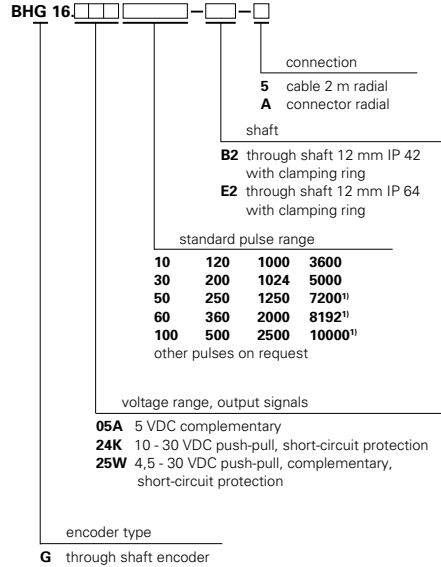 BHG 16. – –
connection
5 cable 2 m radial
A connector radial
shaft
B2 through shaft 12 mm IP 42
with clamping ring
E2 through shaft 12 mm IP 64
with clamping ring
standard pulse range
10 120 1000 3600
30 200 1024 5000
50 250 1250 7200¹⁾
60 360 2000 8192¹⁾
100 500 2500 10000¹⁾
other pulses on request
voltage range, output signals
05A 5 VDC complementary
24K 10 - 30 VDC push-pull, short-circuit protection
25W 4,5 - 30 VDC push-pull, complementary,
short-circuit protection
encoder type
G through shaft encoder